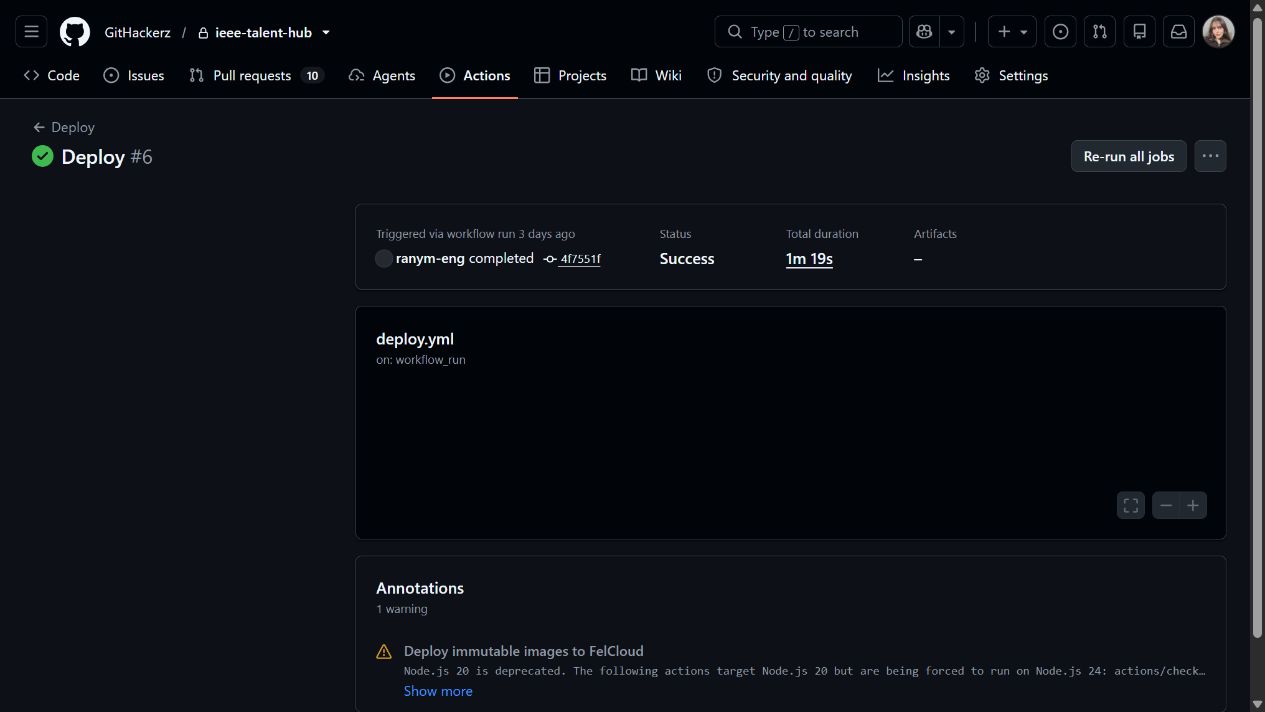 GitHackerz / ieee-talent-hub
Type / to search
Code Issues Pull requests 10 Agents Actions Projects Wiki Security and quality Insights Settings
← Deploy
Deploy #6
Re-run all jobs
Triggered via workflow run 3 days ago Status Total duration Artifacts
ranym-eng completed 4f7551f Success 1m 19s –
deploy.yml
on: workflow_run
Annotations
1 warning
Deploy immutable images to FelCloud
Node.js 20 is deprecated. The following actions target Node.js 20 but are being forced to run on Node.js 24: actions/check…
Show more